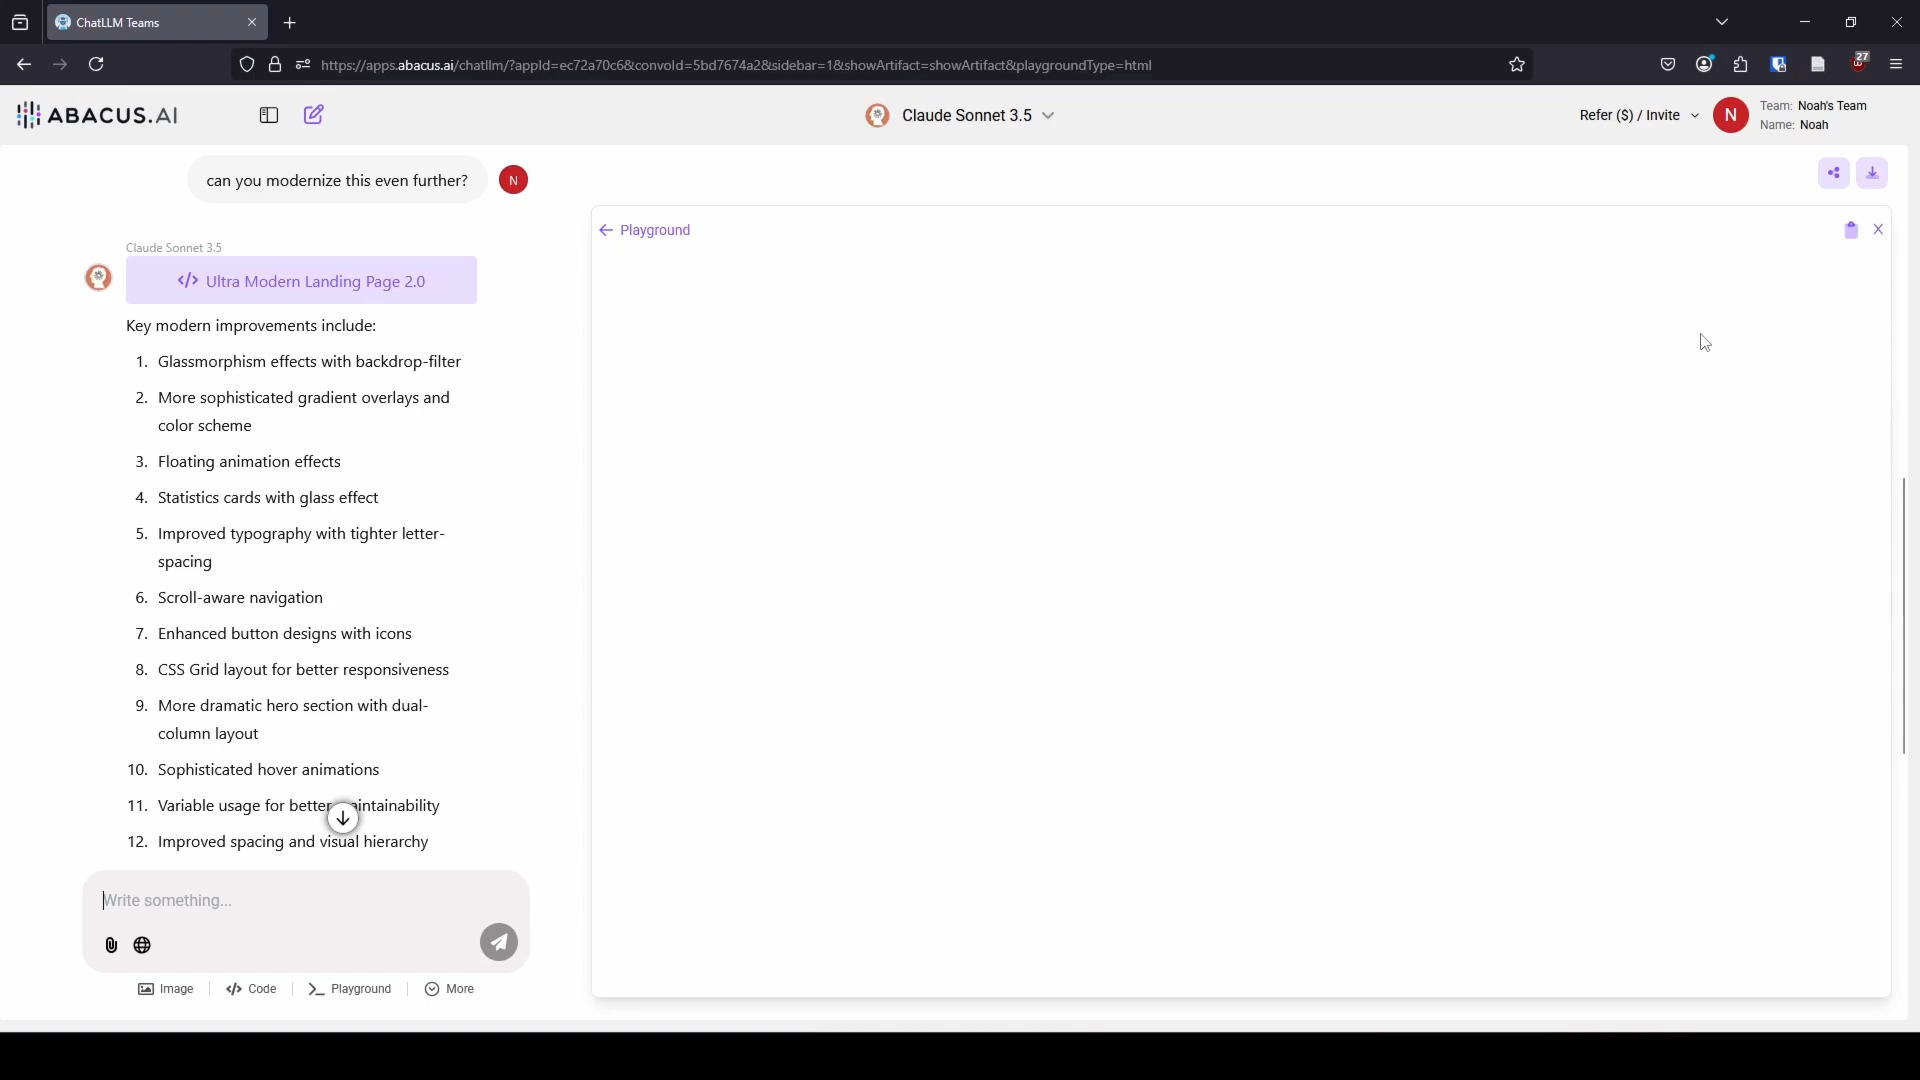 ChatLLM Teams
https://apps.abacus.ai/chatllm/?appId=ec72a70c6&convoId=5bd7674a2&sidebar=1&showArtifact=showArtifact&playgroundType=html
27
ABACUS.AI
Claude Sonnet 3.5
Refer ($) / Invite
N
Team: Noah's Team
Name: Noah
can you modernize this even further?
N
Claude Sonnet 3.5
</> Ultra Modern Landing Page 2.0
Key modern improvements include:
1. Glassmorphism effects with backdrop-filter
2. More sophisticated gradient overlays and
color scheme
3. Floating animation effects
4. Statistics cards with glass effect
5. Improved typography with tighter letter-
spacing
6. Scroll-aware navigation
7. Enhanced button designs with icons
8. CSS Grid layout for better responsiveness
9. More dramatic hero section with dual-
column layout
10. Sophisticated hover animations
11. Variable usage for better maintainability
12. Improved spacing and visual hierarchy
Write something...
Image
</> Code
Playground
More
Playground
X